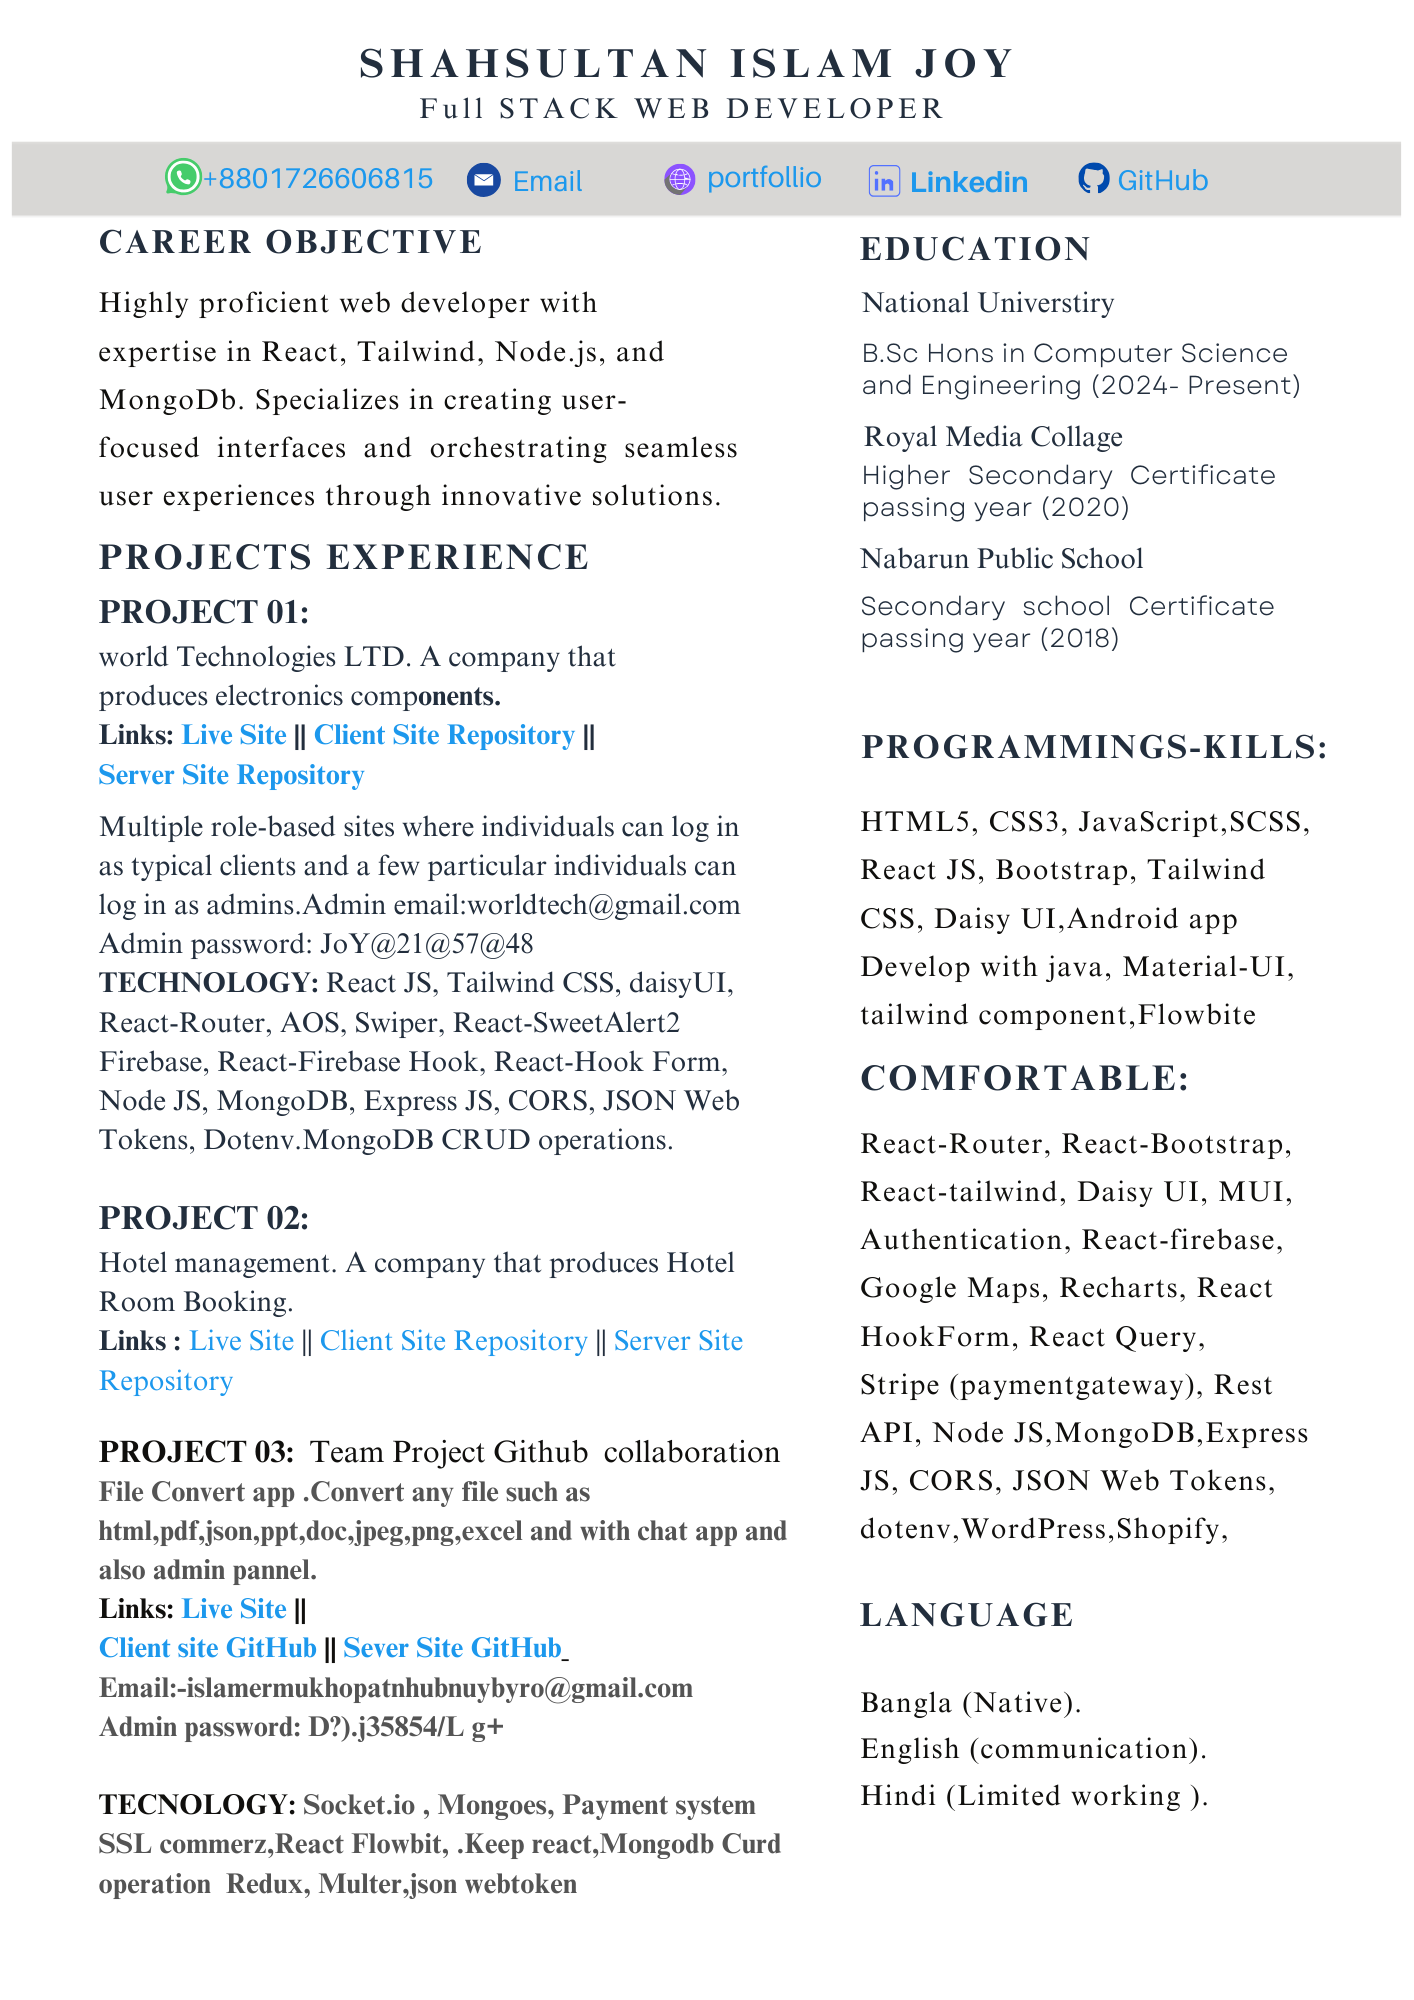 SHAHSULTAN ISLAM JOY
Full STACK WEB DEVELOPER
+8801726606815 Email portfollio Linkedin GitHub
CAREER OBJECTIVE
Highly proficient web developer with
expertise in React, Tailwind, Node.js, and
MongoDb. Specializes in creating user-
focused interfaces and orchestrating seamless
user experiences through innovative solutions.
PROJECTS EXPERIENCE
PROJECT 01:
world Technologies LTD. A company that
produces electronics components.
Links: Live Site || Client Site Repository ||
Server Site Repository
Multiple role-based sites where individuals can log in
as typical clients and a few particular individuals can
log in as admins.Admin email:worldtech@gmail.com
Admin password: JoY@21@57@48
TECHNOLOGY: React JS, Tailwind CSS, daisyUI,
React-Router, AOS, Swiper, React-SweetAlert2
Firebase, React-Firebase Hook, React-Hook Form,
Node JS, MongoDB, Express JS, CORS, JSON Web
Tokens, Dotenv.MongoDB CRUD operations.
PROJECT 02:
Hotel management. A company that produces Hotel
Room Booking.
Links : Live Site || Client Site Repository || Server Site
Repository
PROJECT 03: Team Project Github collaboration
File Convert app .Convert any file such as
html,pdf,json,ppt,doc,jpeg,png,excel and with chat app and
also admin pannel.
Links: Live Site ||
Client site GitHub || Sever Site GitHub
Email:-islamermukhopatnhubnuybyro@gmail.com
Admin password: D?).j35854/L g+
TECNOLOGY: Socket.io , Mongoes, Payment system
SSL commerz,React Flowbit, .Keep react,Mongodb Curd
operation Redux, Multer,json webtoken
EDUCATION
National Universtiry
B.Sc Hons in Computer Science
and Engineering (2024- Present)
Royal Media Collage
Higher Secondary Certificate
passing year (2020)
Nabarun Public School
Secondary school Certificate
passing year (2018)
PROGRAMMINGS-KILLS:
HTML5, CSS3, JavaScript,SCSS,
React JS, Bootstrap, Tailwind
CSS, Daisy UI,Android app
Develop with java, Material-UI,
tailwind component,Flowbite
COMFORTABLE:
React-Router, React-Bootstrap,
React-tailwind, Daisy UI, MUI,
Authentication, React-firebase,
Google Maps, Recharts, React
HookForm, React Query,
Stripe (paymentgateway), Rest
API, Node JS,MongoDB,Express
JS, CORS, JSON Web Tokens,
dotenv,WordPress,Shopify,
LANGUAGE
Bangla (Native).
English (communication).
Hindi (Limited working ).